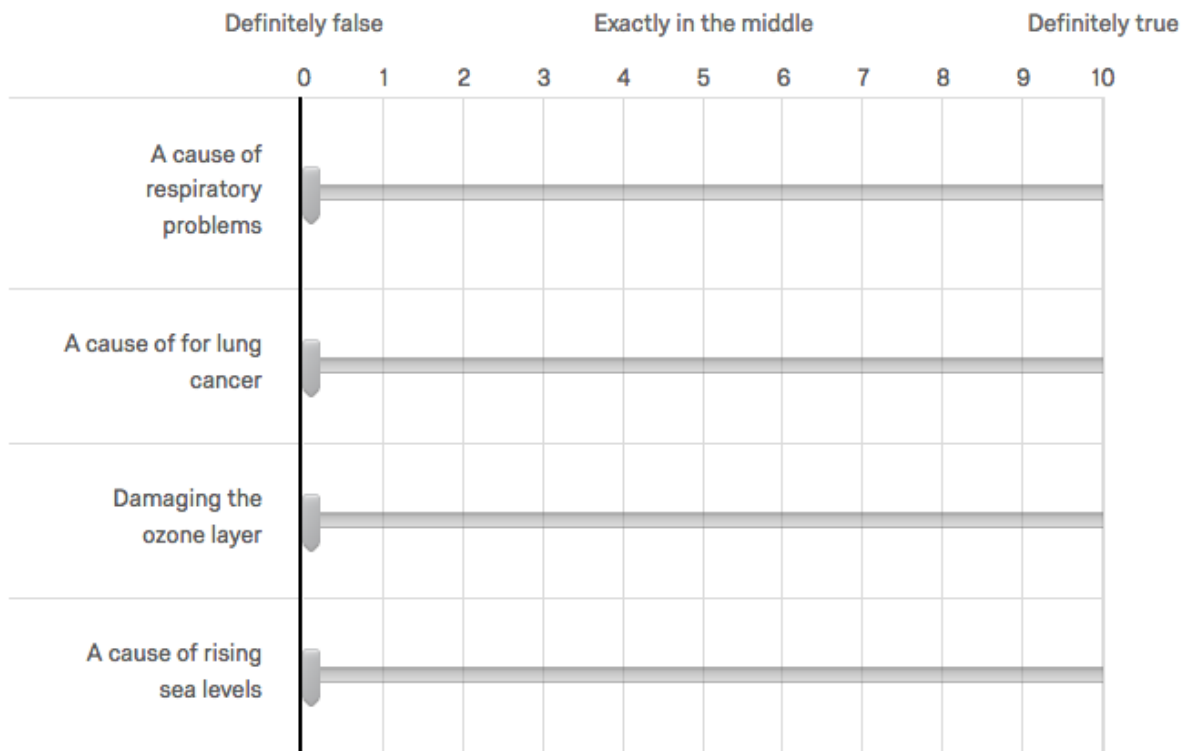 Definitely false Exactly in the middle Definitely true
0 1 2 3 4 5 6 7 8 9 10
A cause of
respiratory
problems
A cause of for lung
cancer
Damaging the
ozone layer
A cause of rising
sea levels